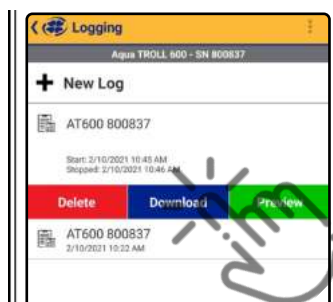 Logging
Aqua TROLL 600 - SN 800837
New Log
AT600 800837
Start: 2/10/2021 10:45 AM
Stopped: 2/10/2021 10:46 AM
Delete Download Preview
AT600 800837
2/10/2021 10:22 AM